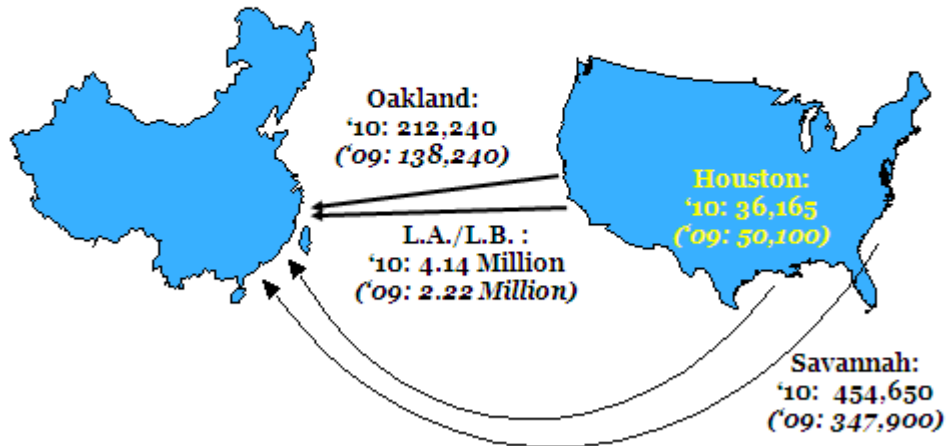 Oakland:
‘10: 212,240
(‘09: 138,240)
Houston:
‘10: 36,165
(‘09: 50,100)
L.A./L.B. :
‘10: 4.14 Million
(‘09: 2.22 Million)
Savannah:
‘10: 454,650
(‘09: 347,900)